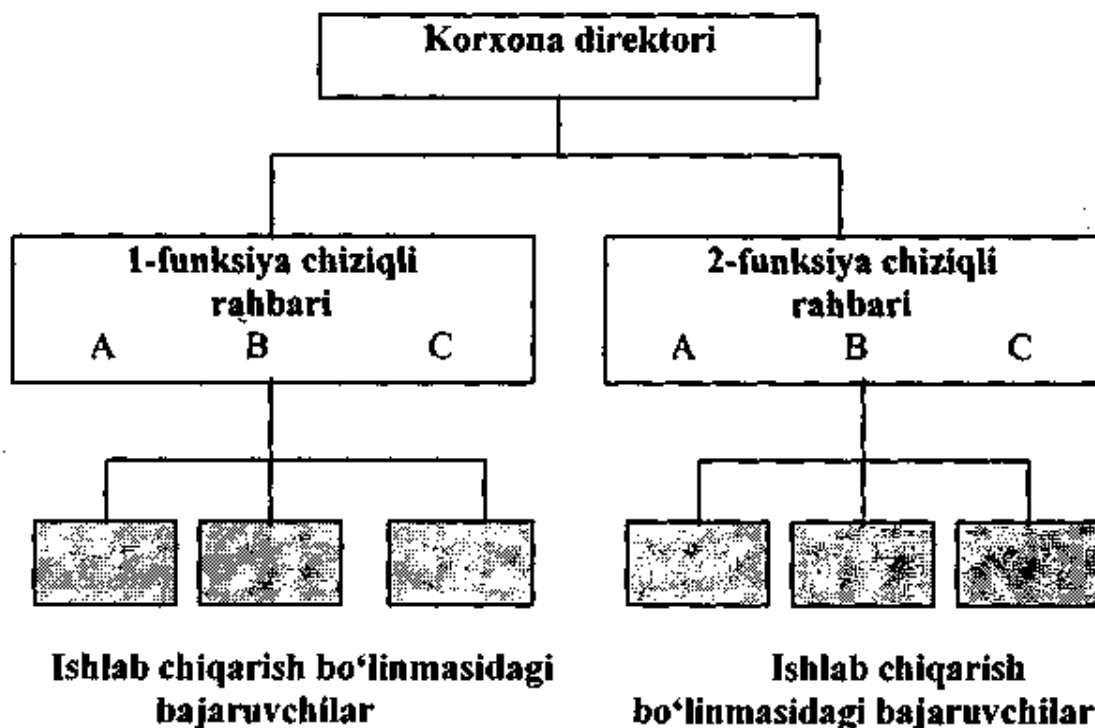 Korxona direktori
1-funksiya chiziqli
rahbari
A B C
2-funksiya chiziqli
rahbari
A B C
Ishlab chiqarish bo‘linmasidagi
bajaruvchilar
Ishlab chiqarish
bo‘linmasidagi bajaruvchilar